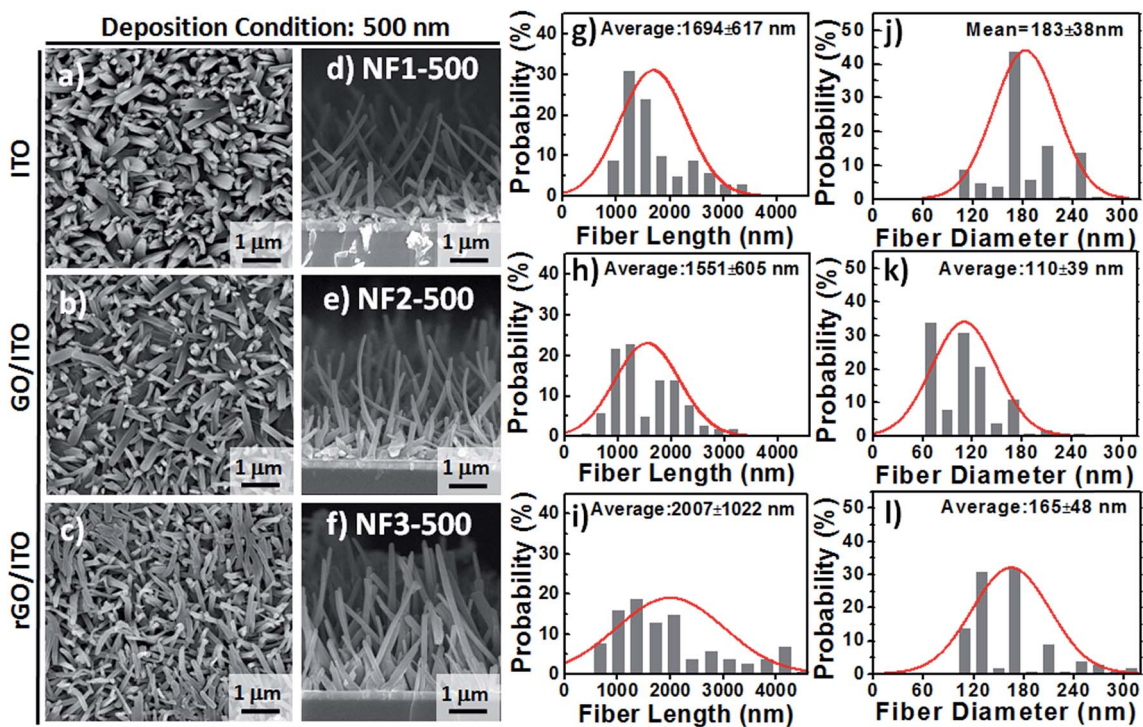 Deposition Condition: 500 nm
ITO
a)
1 μm
d) NF1-500
1 μm
g)
Average:1694±617 nm
Probability (%)
40
30
20
10
0
0 1000 2000 3000 4000
Fiber Length (nm)
j)
Mean=183±38nm
Probability (%)
50
40
30
20
10
0
0 60 120 180 240 300
Fiber Diameter (nm)
GO/ITO
b)
1 μm
e) NF2-500
1 μm
h)
Average:1551±605 nm
Probability (%)
40
30
20
10
0
0 1000 2000 3000 4000
Fiber Length (nm)
k)
Average:110±39 nm
Probability (%)
50
40
30
20
10
0
0 60 120 180 240 300
Fiber Diameter (nm)
rGO/ITO
c)
1 μm
f) NF3-500
1 μm
i)
Average:2007±1022 nm
Probability (%)
40
30
20
10
0
0 1000 2000 3000 4000
Fiber Length (nm)
l)
Average:165±48 nm
Probability (%)
50
40
30
20
10
0
0 60 120 180 240 300
Fiber Diameter (nm)